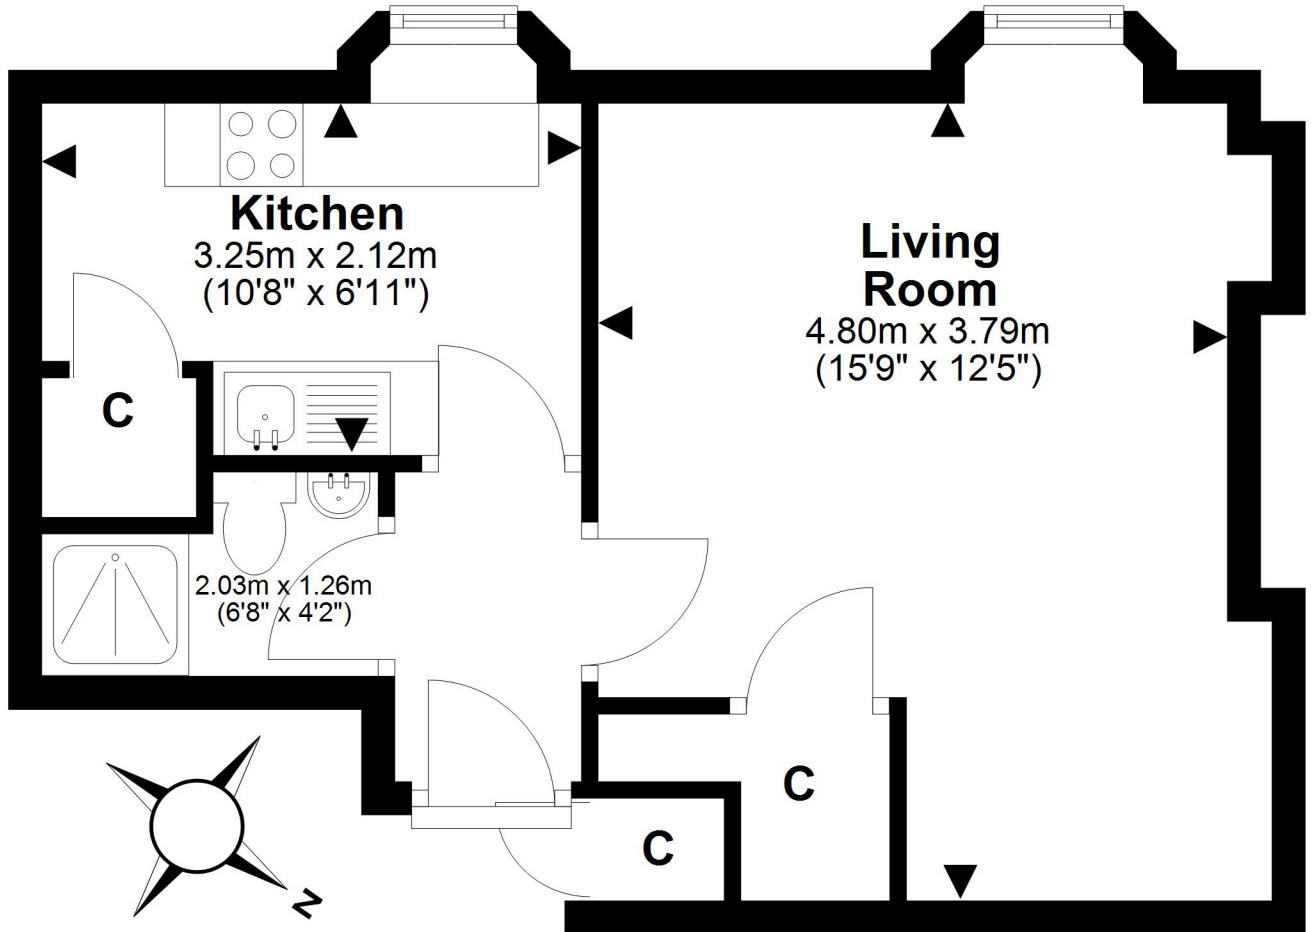 Kitchen
3.25m x 2.12m
(10'8" x 6'11")
Living
Room
4.80m x 3.79m
(15'9" x 12'5")
C
2.03m x 1.26m
(6'8" x 4'2")
C
C
N